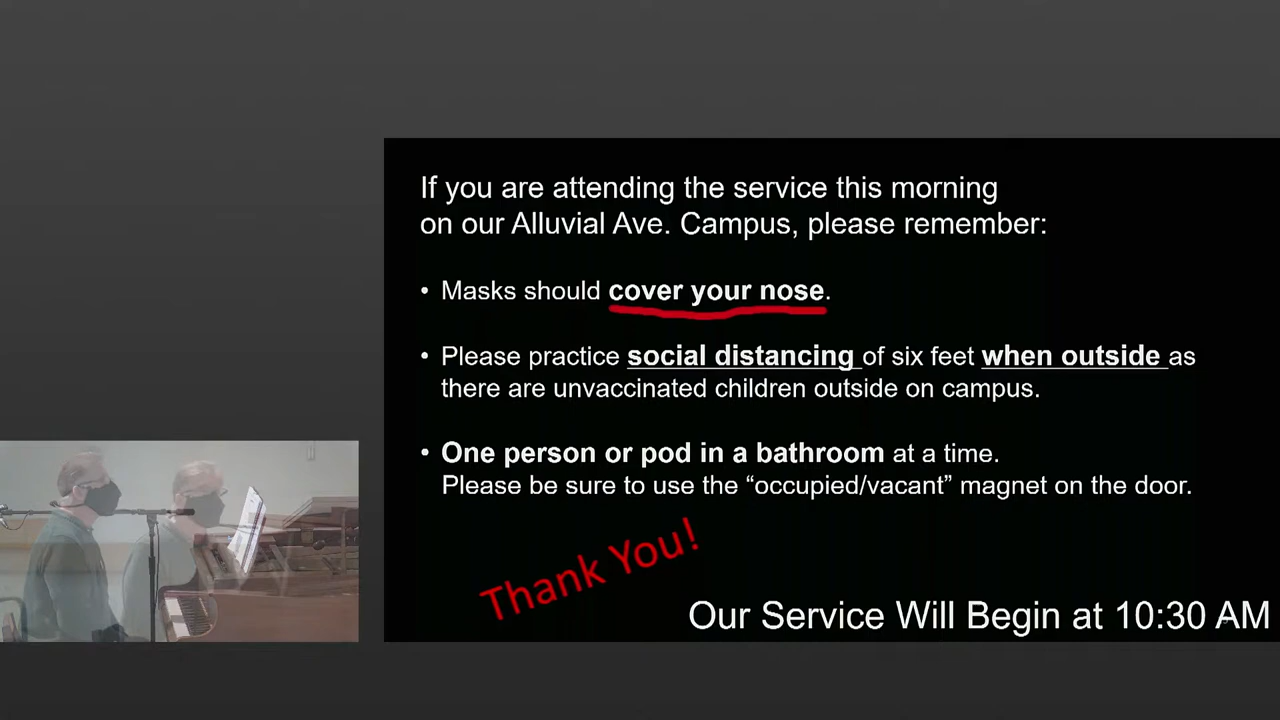 If you are attending the service this morning
on our Alluvial Ave. Campus, please remember:
• Masks should cover your nose.
• Please practice social distancing of six feet when outside as
there are unvaccinated children outside on campus.
• One person or pod in a bathroom at a time.
Please be sure to use the “occupied/vacant” magnet on the door.
Thank You!
Our Service Will Begin at 10:30 AM